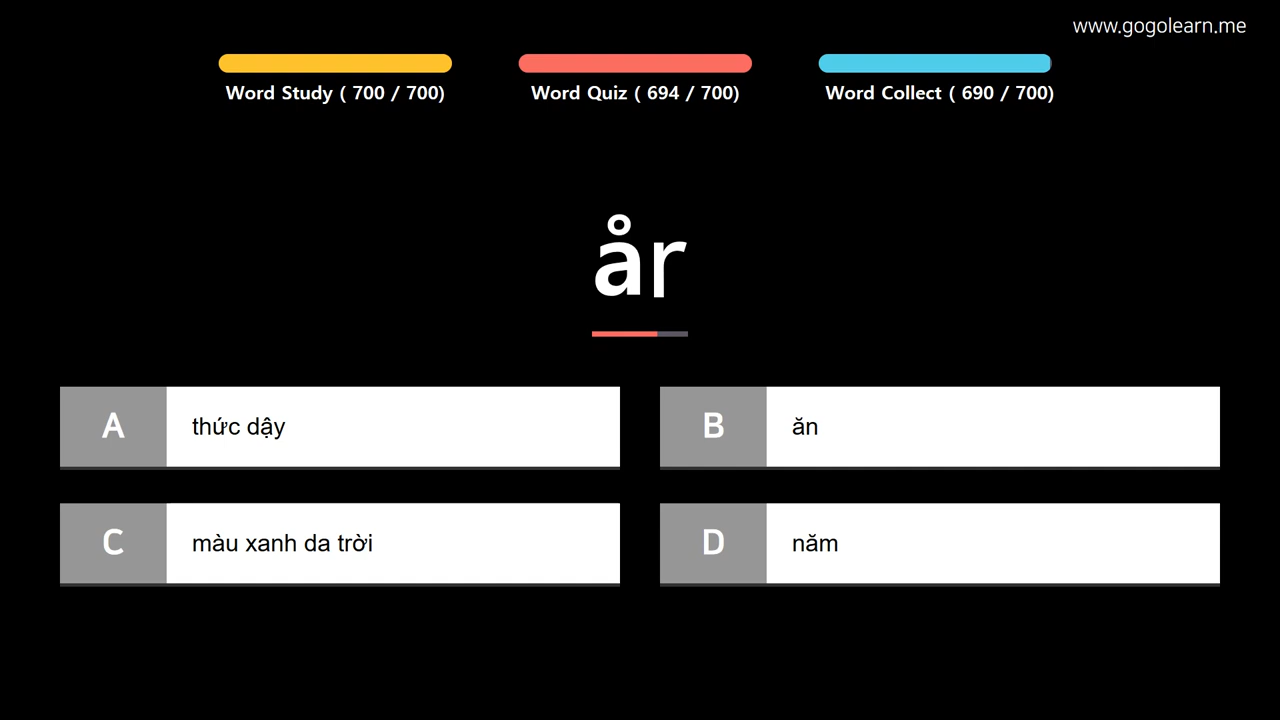 www.gogolearn.me
Word Study ( 700 / 700)
Word Quiz ( 694 / 700)
Word Collect ( 690 / 700)
år
A thức dậy
B ăn
C màu xanh da trời
D năm